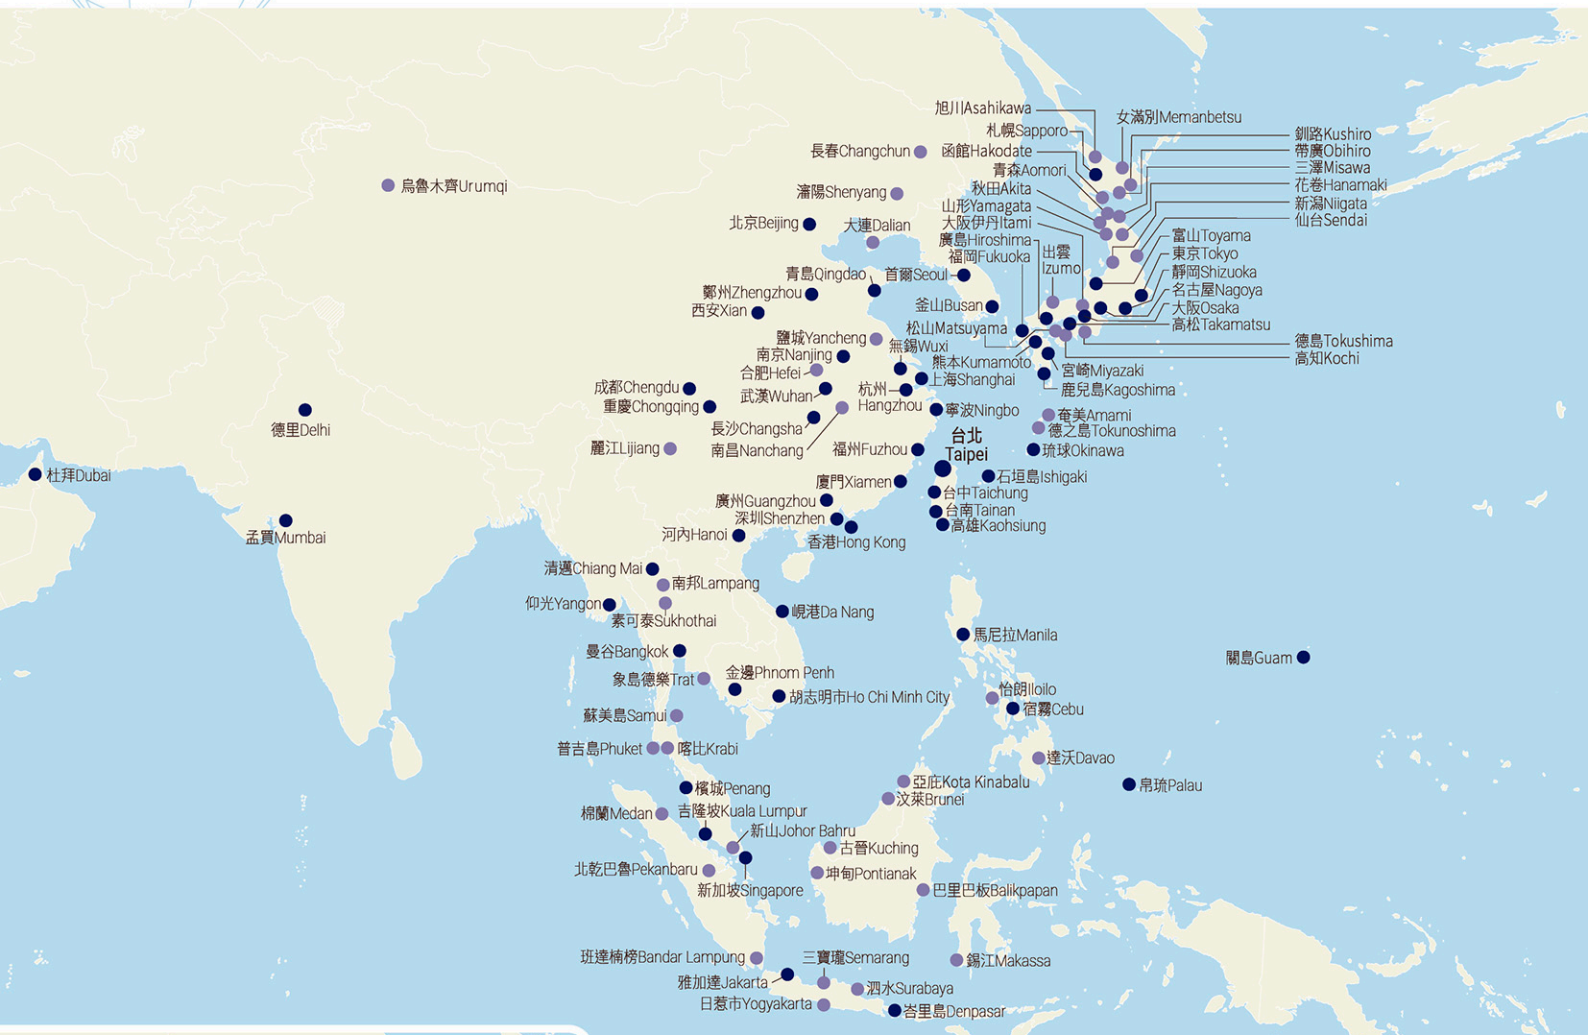 旭川Asahikawa
女滿別Memanbetsu
札幌Sapporo
釧路Kushiro
長春Changchun
函館Hakodate
帶廣Obihiro
三澤Misawa
青森Aomori
烏魯木齊Urumqi
花卷Hanamaki
瀋陽Shenyang
秋田Akita
新潟Niigata
山形Yamagata
仙台Sendai
北京Beijing
大連Dalian
大阪伊丹Itami
富山Toyama
廣島Hiroshima
東京Tokyo
福岡Fukuoka
出雲
Izumo
青島Qingdao
首爾Seoul
靜岡Shizuoka
鄭州Zhengzhou
名古屋Nagoya
西安Xian
釜山Busan
大阪Osaka
松山Matsuyama
高松Takamatsu
鹽城Yancheng
無錫Wuxi
德島Tokushima
南京Nanjing
高知Kochi
熊本Kumamoto
合肥Hefei
宮崎Miyazaki
上海Shanghai
成都Chengdu
武漢Wuhan
杭州
Hangzhou
鹿兒島Kagoshima
重慶Chongqing
寧波Ningbo
奄美Amami
德里Delhi
長沙Changsha
德之島Tokunoshima
台北
Taipei
麗江Lijiang
南昌Nanchang
福州Fuzhou
琉球Okinawa
杜拜Dubai
廈門Xiamen
石垣島Ishigaki
台中Taichung
廣州Guangzhou
台南Tainan
深圳Shenzhen
高雄Kaohsiung
孟買Mumbai
河內Hanoi
香港Hong Kong
清邁Chiang Mai
南邦Lampang
仰光Yangon
素可泰Sukhothai
峴港Da Nang
馬尼拉Manila
曼谷Bangkok
關島Guam
金邊Phnom Penh
象島德樂Trat
怡朗Iloilo
胡志明市Ho Chi Minh City
宿霧Cebu
蘇美島Samui
普吉島Phuket
喀比Krabi
達沃Davao
亞庇Kota Kinabalu
帛琉Palau
檳城Penang
汶萊Brunei
棉蘭Medan
吉隆坡Kuala Lumpur
新山Johor Bahru
古晉Kuching
北乾巴魯Pekanbaru
坤甸Pontianak
新加坡Singapore
巴里巴板Balikpapan
班達楠榜Bandar Lampung
三寶瓏Semarang
錫江Makassa
雅加達Jakarta
泗水Surabaya
日惹市Yogyakarta
峇里島Denpasar